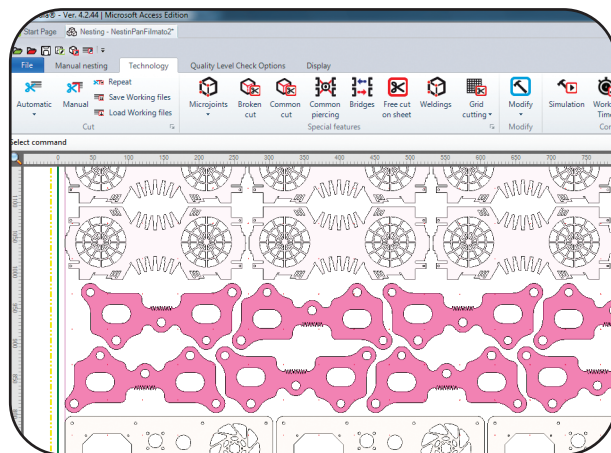 - Ver. 4.2.44 | Microsoft Access Edition
Start Page Nesting - NestinPanFilmato2*
File Manual nesting Technology Quality Level Check Options Display
Automatic Manual Repeat Save Working files Load Working files
Microjoints Broken cut Common cut Common piercing Bridges Free cut on sheet Weldings Grid cutting
Modify Simulation
Cut Special features Modify
Select command
0 50 100 150 200 250 300 350 400 450 500 550 600 650 700 750